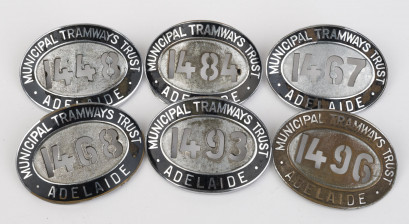 MUNICIPAL TRAMWAYS TRUST
1448
ADELAIDE
MUNICIPAL TRAMWAYS TRUST
1484
ADELAIDE
MUNICIPAL TRAMWAYS TRUST
1467
ADELAIDE
MUNICIPAL TRAMWAYS TRUST
1468
ADELAIDE
MUNICIPAL TRAMWAYS TRUST
1493
ADELAIDE
MUNICIPAL TRAMWAYS TRUST
1496
ADELAIDE